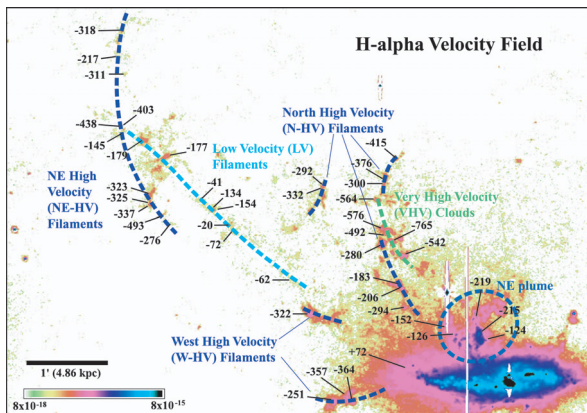 H-alpha Velocity Field
-318
-217
-311
-403
-438
-145
-179
-177
Low Velocity (LV)
Filaments
North High Velocity
(N-HV) Filaments
-415
-376
-292
-300
-332
-564
Very High Velocity
(VHV) Clouds
NE High
Velocity
(NE-HV)
Filaments
-323
-325
-337
-493
-276
-41
-134
-154
-20
-72
-62
-576
-492
-280
-765
-542
-183
-206
-294
-152
-126
-219
NE plume
-215
-124
-322
West High Velocity
(W-HV) Filaments
+72
-357
-364
-251
1' (4.86 kpc)
8x10⁻¹⁸
8x10⁻¹⁵